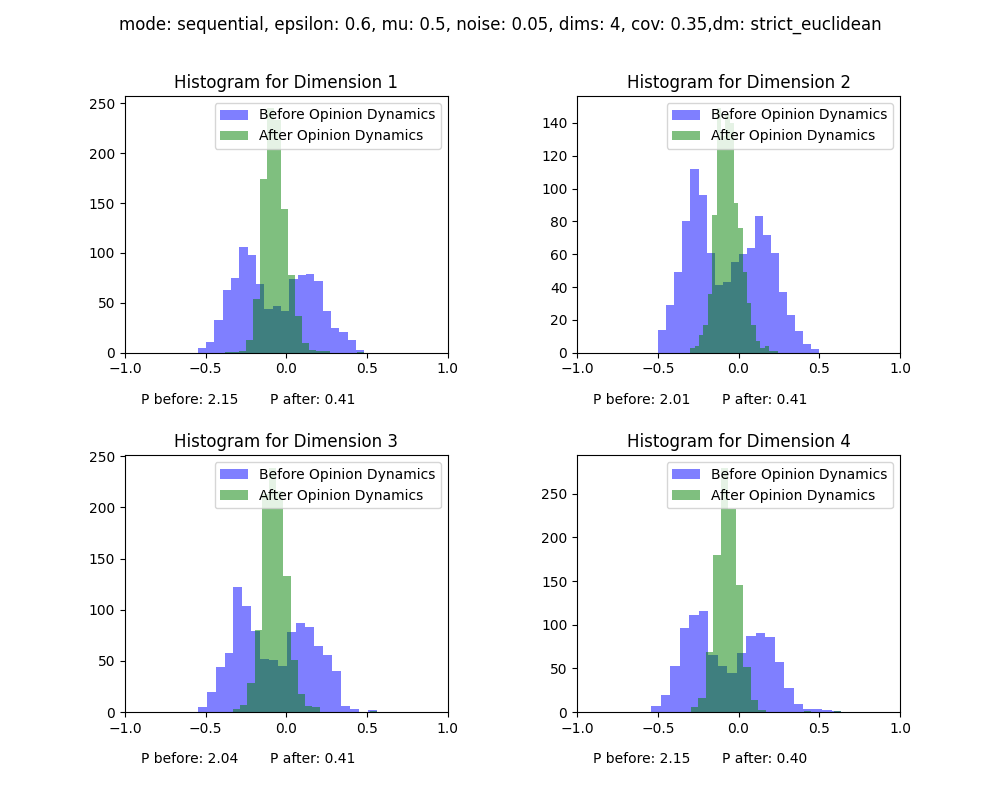 mode: sequential, epsilon: 0.6, mu: 0.5, noise: 0.05, dims: 4, cov: 0.35,dm: strict_euclidean
Histogram for Dimension 1
Before Opinion Dynamics
After Opinion Dynamics
250
200
150
100
50
0
−1.0 −0.5 0.0 0.5 1.0
P before: 2.15 P after: 0.41
Histogram for Dimension 2
Before Opinion Dynamics
After Opinion Dynamics
140
120
100
80
60
40
20
0
−1.0 −0.5 0.0 0.5 1.0
P before: 2.01 P after: 0.41
Histogram for Dimension 3
Before Opinion Dynamics
After Opinion Dynamics
250
200
150
100
50
0
−1.0 −0.5 0.0 0.5 1.0
P before: 2.04 P after: 0.41
Histogram for Dimension 4
Before Opinion Dynamics
After Opinion Dynamics
250
200
150
100
50
0
−1.0 −0.5 0.0 0.5 1.0
P before: 2.15 P after: 0.40